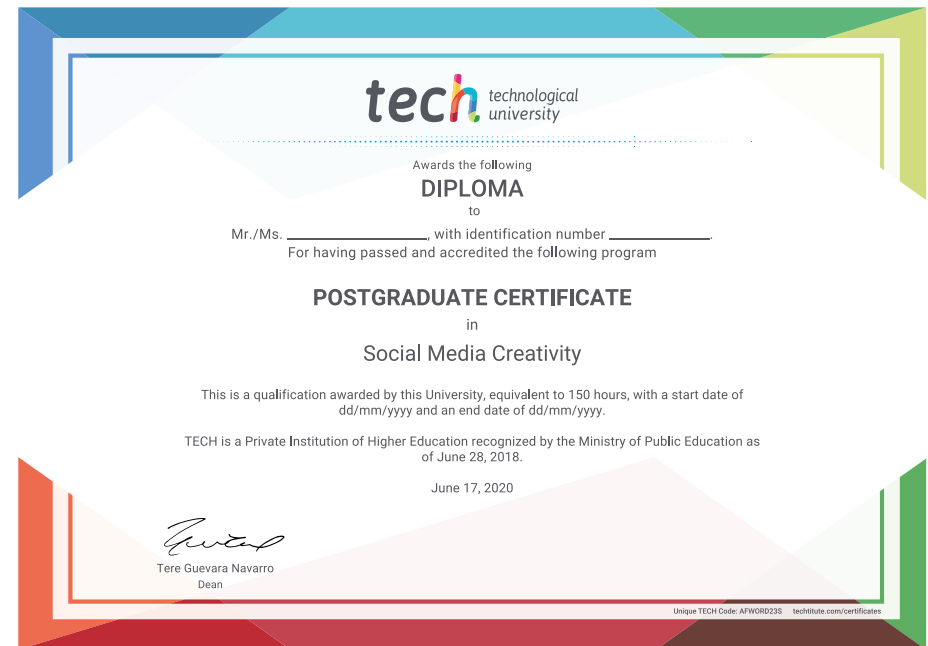 tech technological
university
Awards the following
DIPLOMA
to
Mr./Ms. ____________________, with identification number ______________.
For having passed and accredited the following program
POSTGRADUATE CERTIFICATE
in
Social Media Creativity
This is a qualification awarded by this University, equivalent to 150 hours, with a start date of
dd/mm/yyyy and an end date of dd/mm/yyyy.
TECH is a Private Institution of Higher Education recognized by the Ministry of Public Education as
of June 28, 2018.
June 17, 2020
Tere Guevara Navarro
Dean
Unique TECH Code: AFWORD23S techtitute.com/certificates